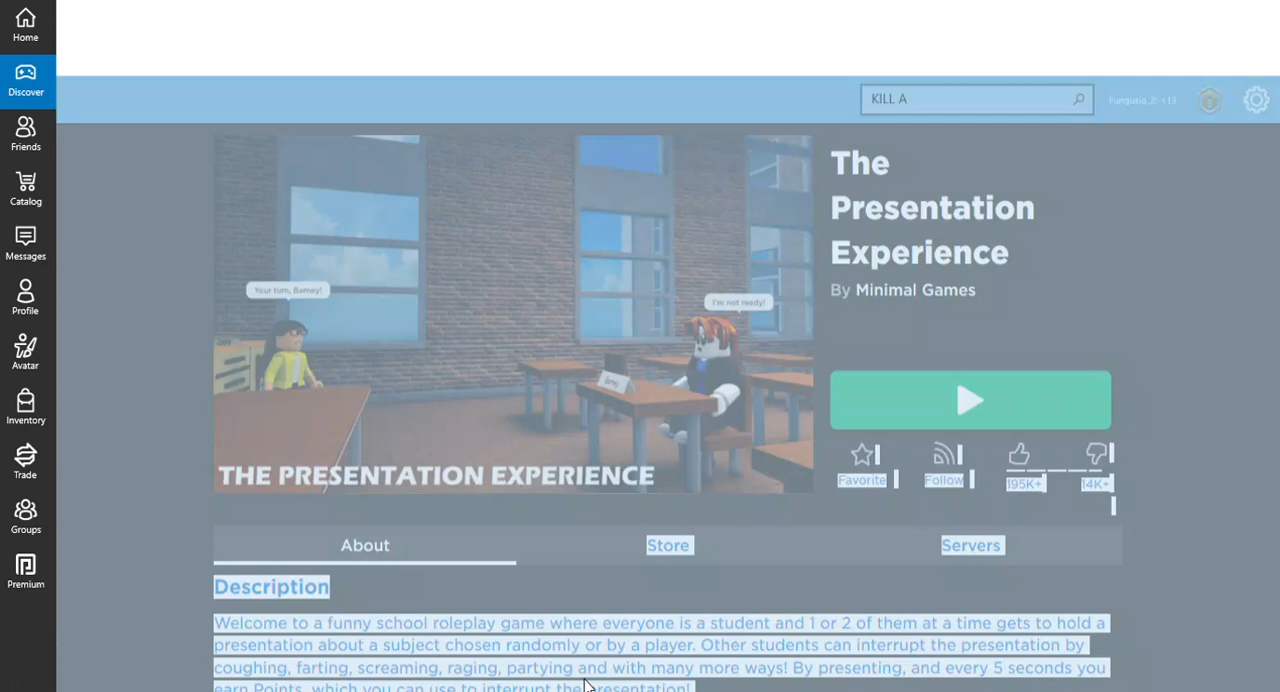 Home
Discover
Friends
Catalog
Messages
Profile
Avatar
Inventory
Trade
Groups
Premium
KILL A
Your turn, Barney!
I'm not ready!
THE PRESENTATION EXPERIENCE
The
Presentation
Experience
By Minimal Games
Favorite
Follow
195K+
14K+
About
Store
Servers
Description
Welcome to a funny school roleplay game where everyone is a student and 1 or 2 of them at a time gets to hold a
presentation about a subject chosen randomly or by a player. Other students can interrupt the presentation by
coughing, farting, screaming, raging, partying and with many more ways! By presenting, and every 5 seconds you
earn Points, which you can use to interrupt the presentation!